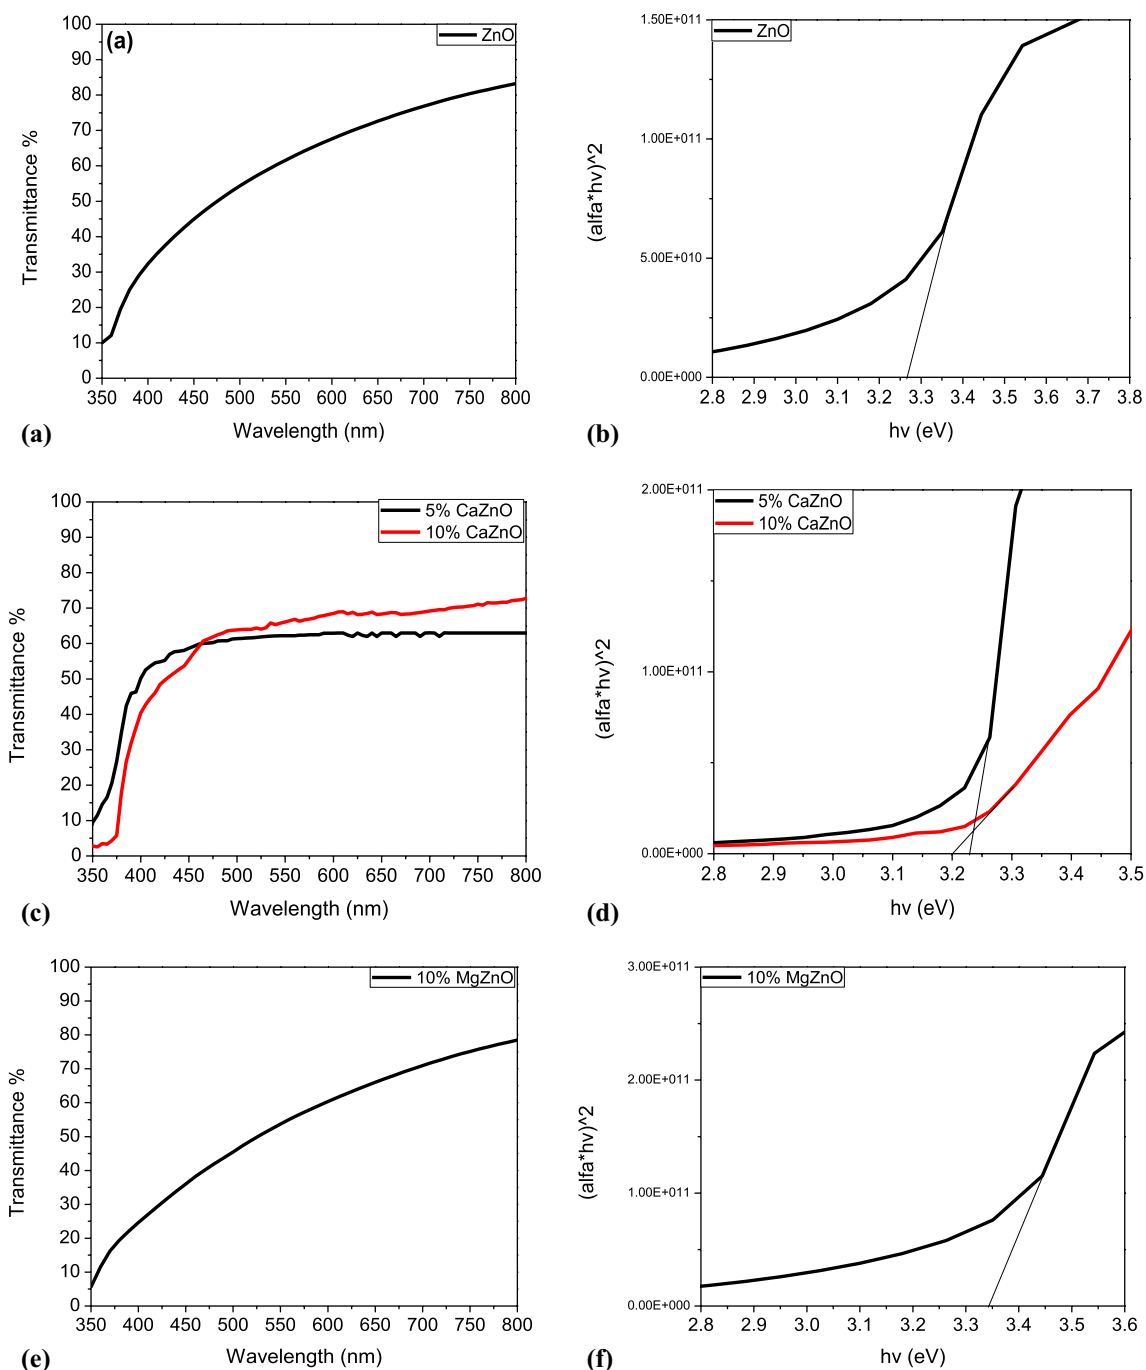 (a)
ZnO
100
90
80
70
60
50
40
30
20
10
0
350 400 450 500 550 600 650 700 750 800
Transmittance %
Wavelength (nm)
(a)
ZnO
1.50E+011
1.00E+011
5.00E+010
0.00E+000
2.8 2.9 3.0 3.1 3.2 3.3 3.4 3.5 3.6 3.7 3.8
(alfa*hv)^2
hv (eV)
(b)
5% CaZnO
10% CaZnO
100
90
80
70
60
50
40
30
20
10
0
350 400 450 500 550 600 650 700 750 800
Transmittance %
Wavelength (nm)
(c)
5% CaZnO
10% CaZnO
2.00E+011
1.00E+011
0.00E+000
2.8 2.9 3.0 3.1 3.2 3.3 3.4 3.5
(alfa*hv)^2
hv (eV)
(d)
10% MgZnO
100
90
80
70
60
50
40
30
20
10
0
350 400 450 500 550 600 650 700 750 800
Transmittance %
Wavelength (nm)
(e)
10% MgZnO
3.00E+011
2.00E+011
1.00E+011
0.00E+000
2.8 2.9 3.0 3.1 3.2 3.3 3.4 3.5 3.6
(alfa*hv)^2
hv (eV)
(f)